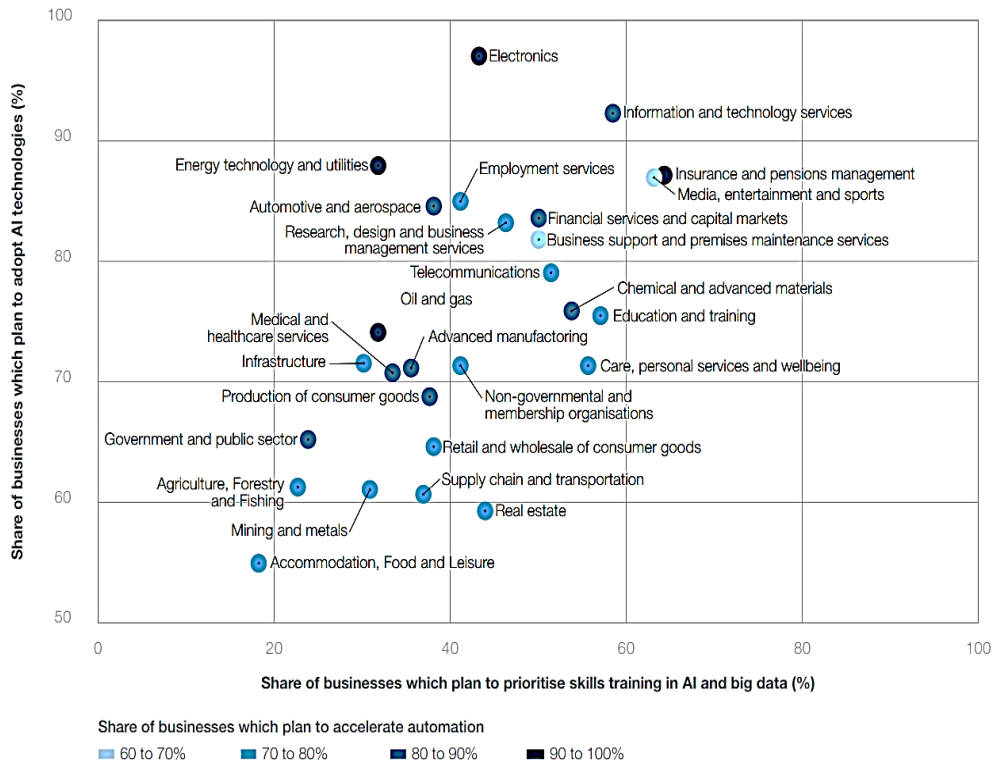 100
90
80
70
60
50
Share of businesses which plan to adopt AI technologies (%)
Electronics
Information and technology services
Energy technology and utilities
Employment services
Insurance and pensions management
Media, entertainment and sports
Automotive and aerospace
Financial services and capital markets
Research, design and business
management services
Business support and premises maintenance services
Telecommunications
Chemical and advanced materials
Oil and gas
Education and training
Medical and
healthcare services
Advanced manufactoring
Infrastructure
Care, personal services and wellbeing
Production of consumer goods
Non-governmental and
membership organisations
Government and public sector
Retail and wholesale of consumer goods
Agriculture, Forestry
and Fishing
Supply chain and transportation
Mining and metals
Real estate
Accommodation, Food and Leisure
0 20 40 60 80 100
Share of businesses which plan to prioritise skills training in AI and big data (%)
Share of businesses which plan to accelerate automation
60 to 70% 70 to 80% 80 to 90% 90 to 100%